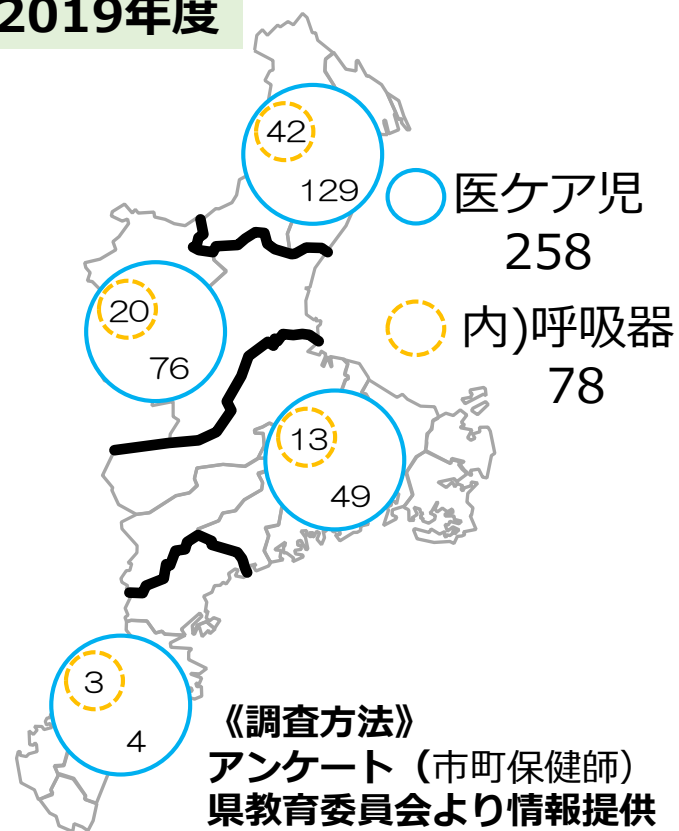 2019年度
42
129
医ケア児
258
20
76
内)呼吸器
78
13
49
3
4
《調査方法》
アンケート（市町保健師）
県教育委員会より情報提供